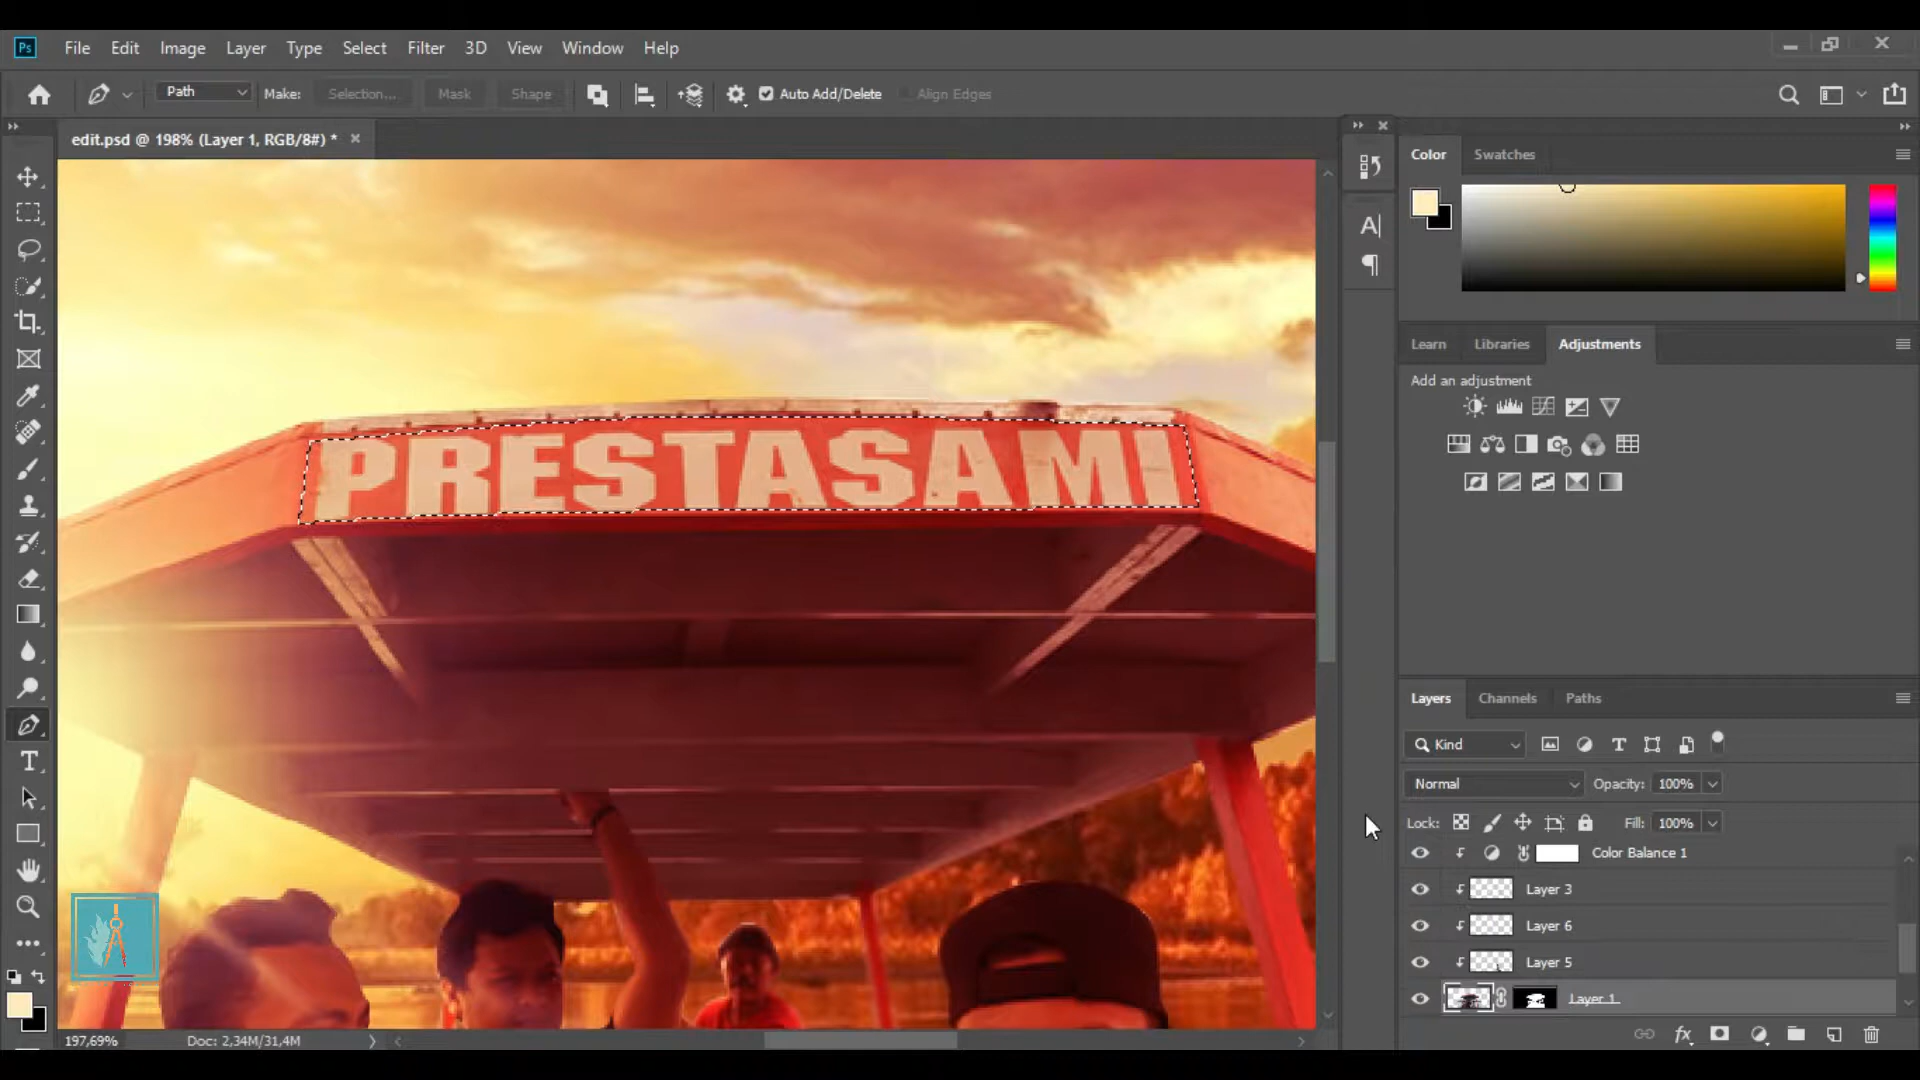 Ps File Edit Image Layer Type Select Filter 3D View Window Help
Path Make: Selection... Mask Shape Auto Add/Delete Align Edges
edit.psd @ 198% (Layer 1, RGB/8#) *
PRESTASAMI
197,69% Doc: 2,34M/31,4M
Color Swatches
Learn Libraries Adjustments
Add an adjustment
Layers Channels Paths
Kind
Normal Opacity: 100%
Lock: Fill: 100%
Color Balance 1
Layer 3
Layer 6
Layer 5
Layer 1